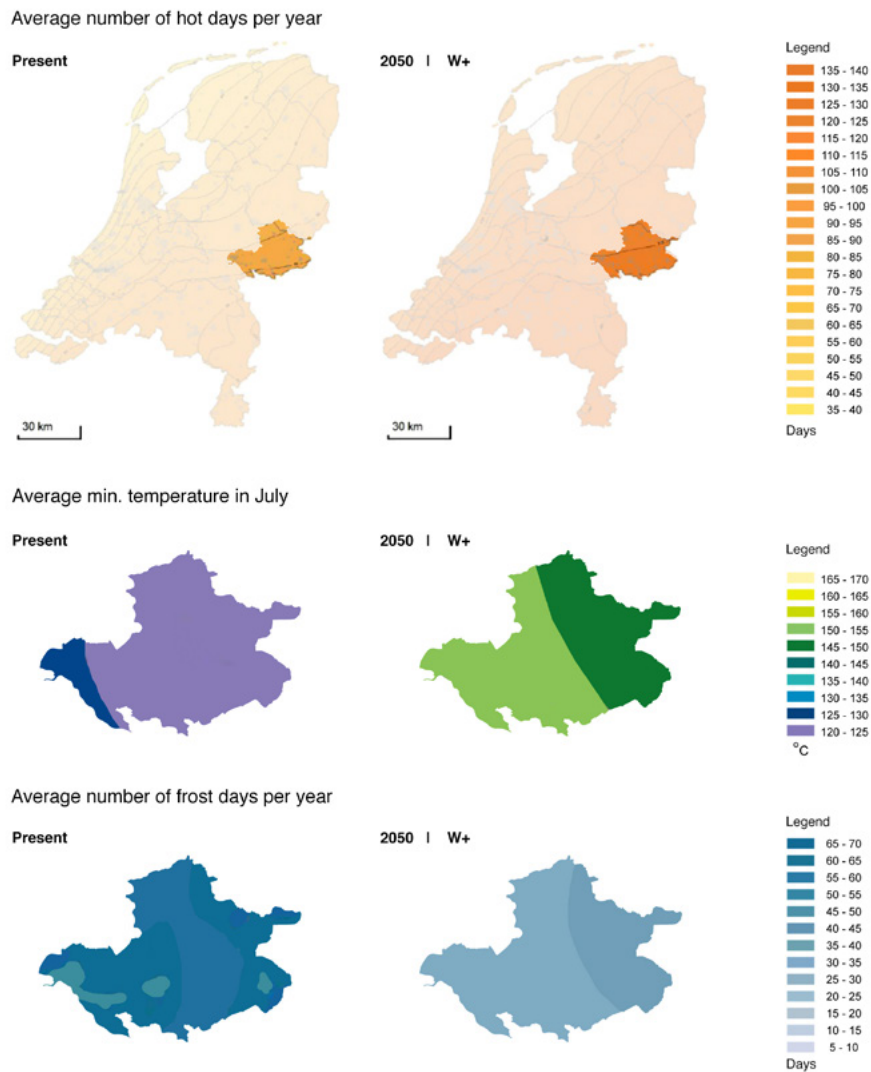 Average number of hot days per year
Present
2050 | W+
Legend
135 - 140
130 - 135
125 - 130
120 - 125
115 - 120
110 - 115
105 - 110
100 - 105
95 - 100
90 - 95
85 - 90
80 - 85
75 - 80
70 - 75
65 - 70
60 - 65
55 - 60
50 - 55
45 - 50
40 - 45
35 - 40
Days
30 km
30 km
Average min. temperature in July
Present
2050 | W+
Legend
165 - 170
160 - 165
155 - 160
150 - 155
145 - 150
140 - 145
135 - 140
130 - 135
125 - 130
120 - 125
°C
Average number of frost days per year
Present
2050 | W+
Legend
65 - 70
60 - 65
55 - 60
50 - 55
45 - 50
40 - 45
35 - 40
30 - 35
25 - 30
20 - 25
15 - 20
10 - 15
5 - 10
Days